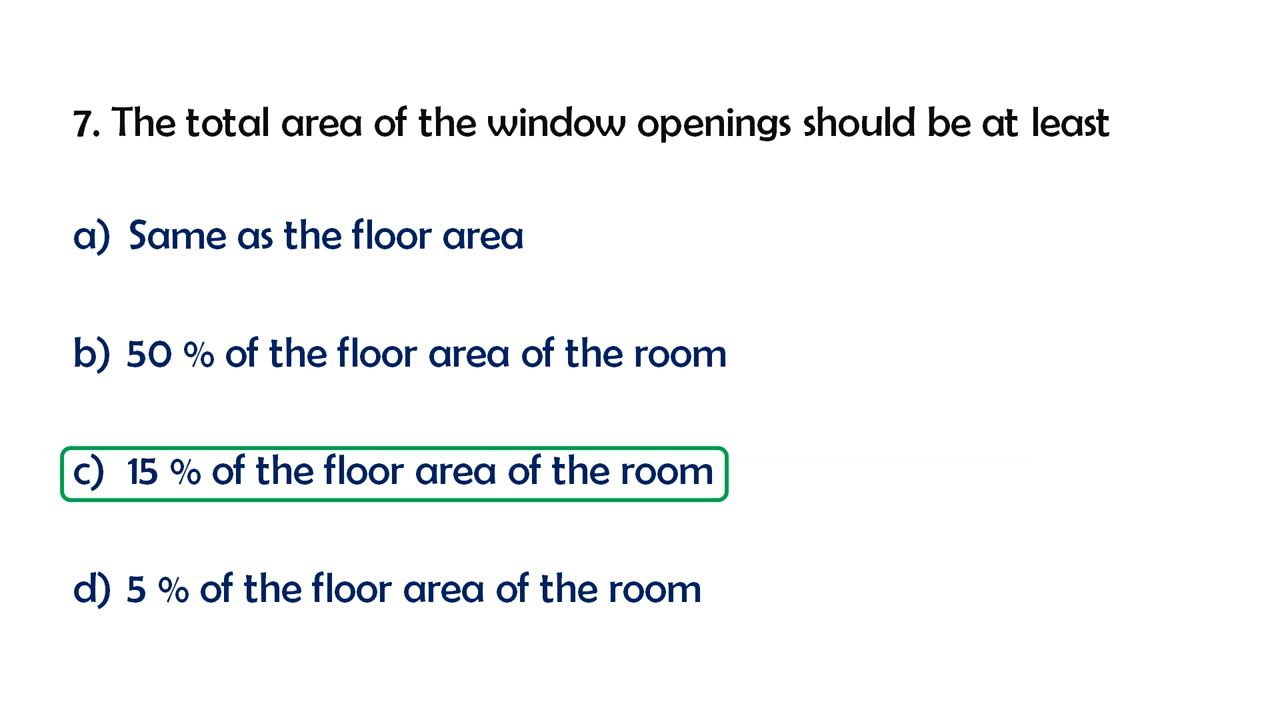 7. The total area of the window openings should be at least
a) Same as the floor area
b) 50 % of the floor area of the room
c) 15 % of the floor area of the room
d) 5 % of the floor area of the room